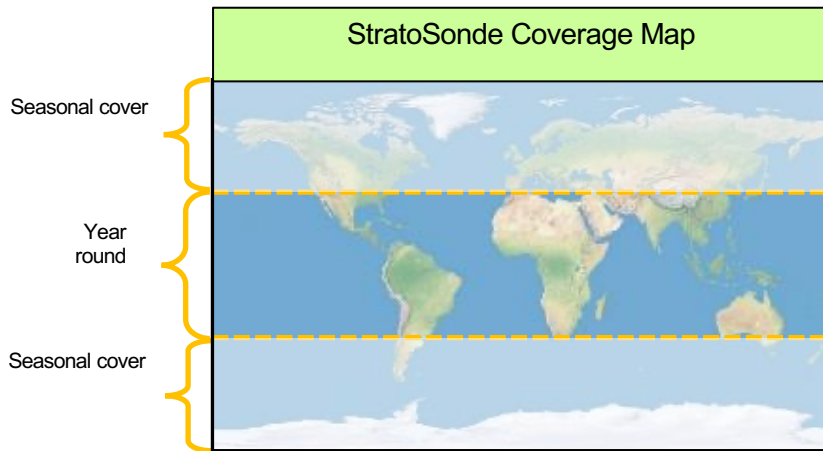 StratoSonde Coverage Map
Seasonal cover
Year
round
Seasonal cover